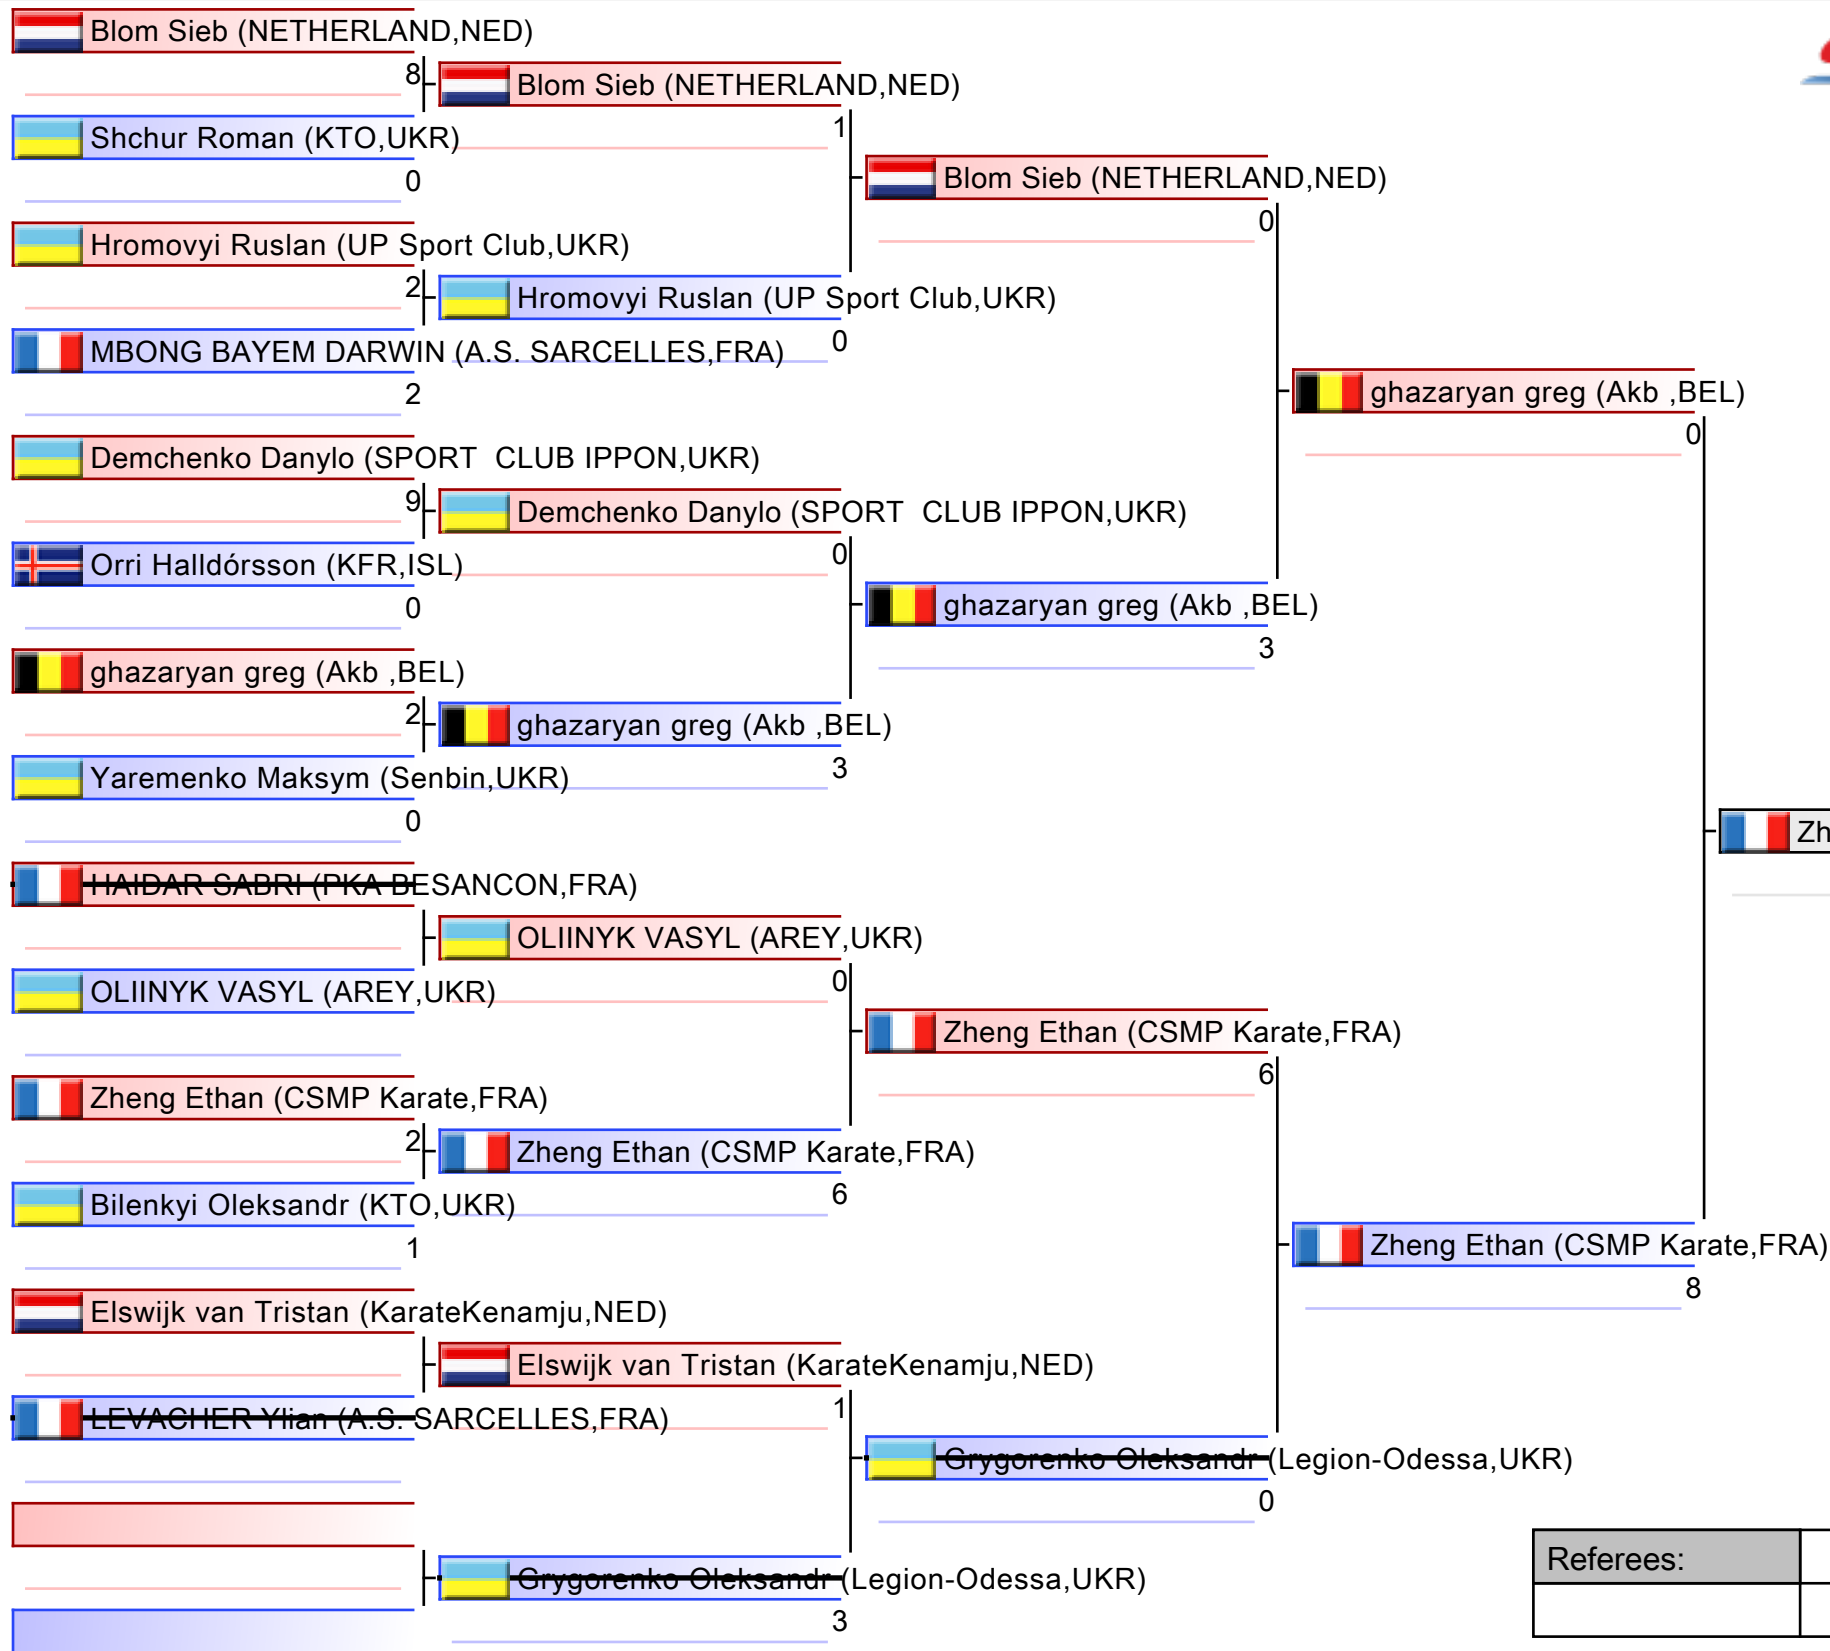 Blom Sieb (NETHERLAND,NED)
8
Blom Sieb (NETHERLAND,NED)
Shchur Roman (KTO,UKR)
1
0
Blom Sieb (NETHERLAND,NED)
0
Hromovyi Ruslan (UP Sport Club,UKR)
2
Hromovyi Ruslan (UP Sport Club,UKR)
0
MBONG BAYEM DARWIN (A.S. SARCELLES,FRA)
2
ghazaryan greg (Akb ,BEL)
0
Demchenko Danylo (SPORT  CLUB IPPON,UKR)
9
Demchenko Danylo (SPORT  CLUB IPPON,UKR)
0
Orri Halldórsson (KFR,ISL)
0
ghazaryan greg (Akb ,BEL)
3
ghazaryan greg (Akb ,BEL)
2
ghazaryan greg (Akb ,BEL)
3
Yaremenko Maksym (Senbin,UKR)
0
Zh
HAIDAR SABRI (PKA BESANCON,FRA)
OLIINYK VASYL (AREY,UKR)
0
OLIINYK VASYL (AREY,UKR)
Zheng Ethan (CSMP Karate,FRA)
6
Zheng Ethan (CSMP Karate,FRA)
2
Zheng Ethan (CSMP Karate,FRA)
6
Bilenkyi Oleksandr (KTO,UKR)
1
Zheng Ethan (CSMP Karate,FRA)
8
Elswijk van Tristan (KarateKenamju,NED)
Elswijk van Tristan (KarateKenamju,NED)
1
LEVACHER Ylian (A.S. SARCELLES,FRA)
Grygorenko Oleksandr (Legion-Odessa,UKR)
0
Grygorenko Oleksandr (Legion-Odessa,UKR)
3
Referees: